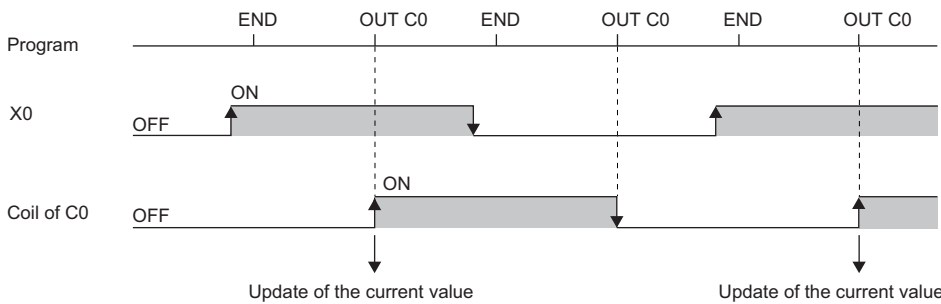 END OUT C0 END OUT C0 END OUT C0
Program
ON
X0
OFF
ON
Coil of C0 OFF
Update of the current value Update of the current value